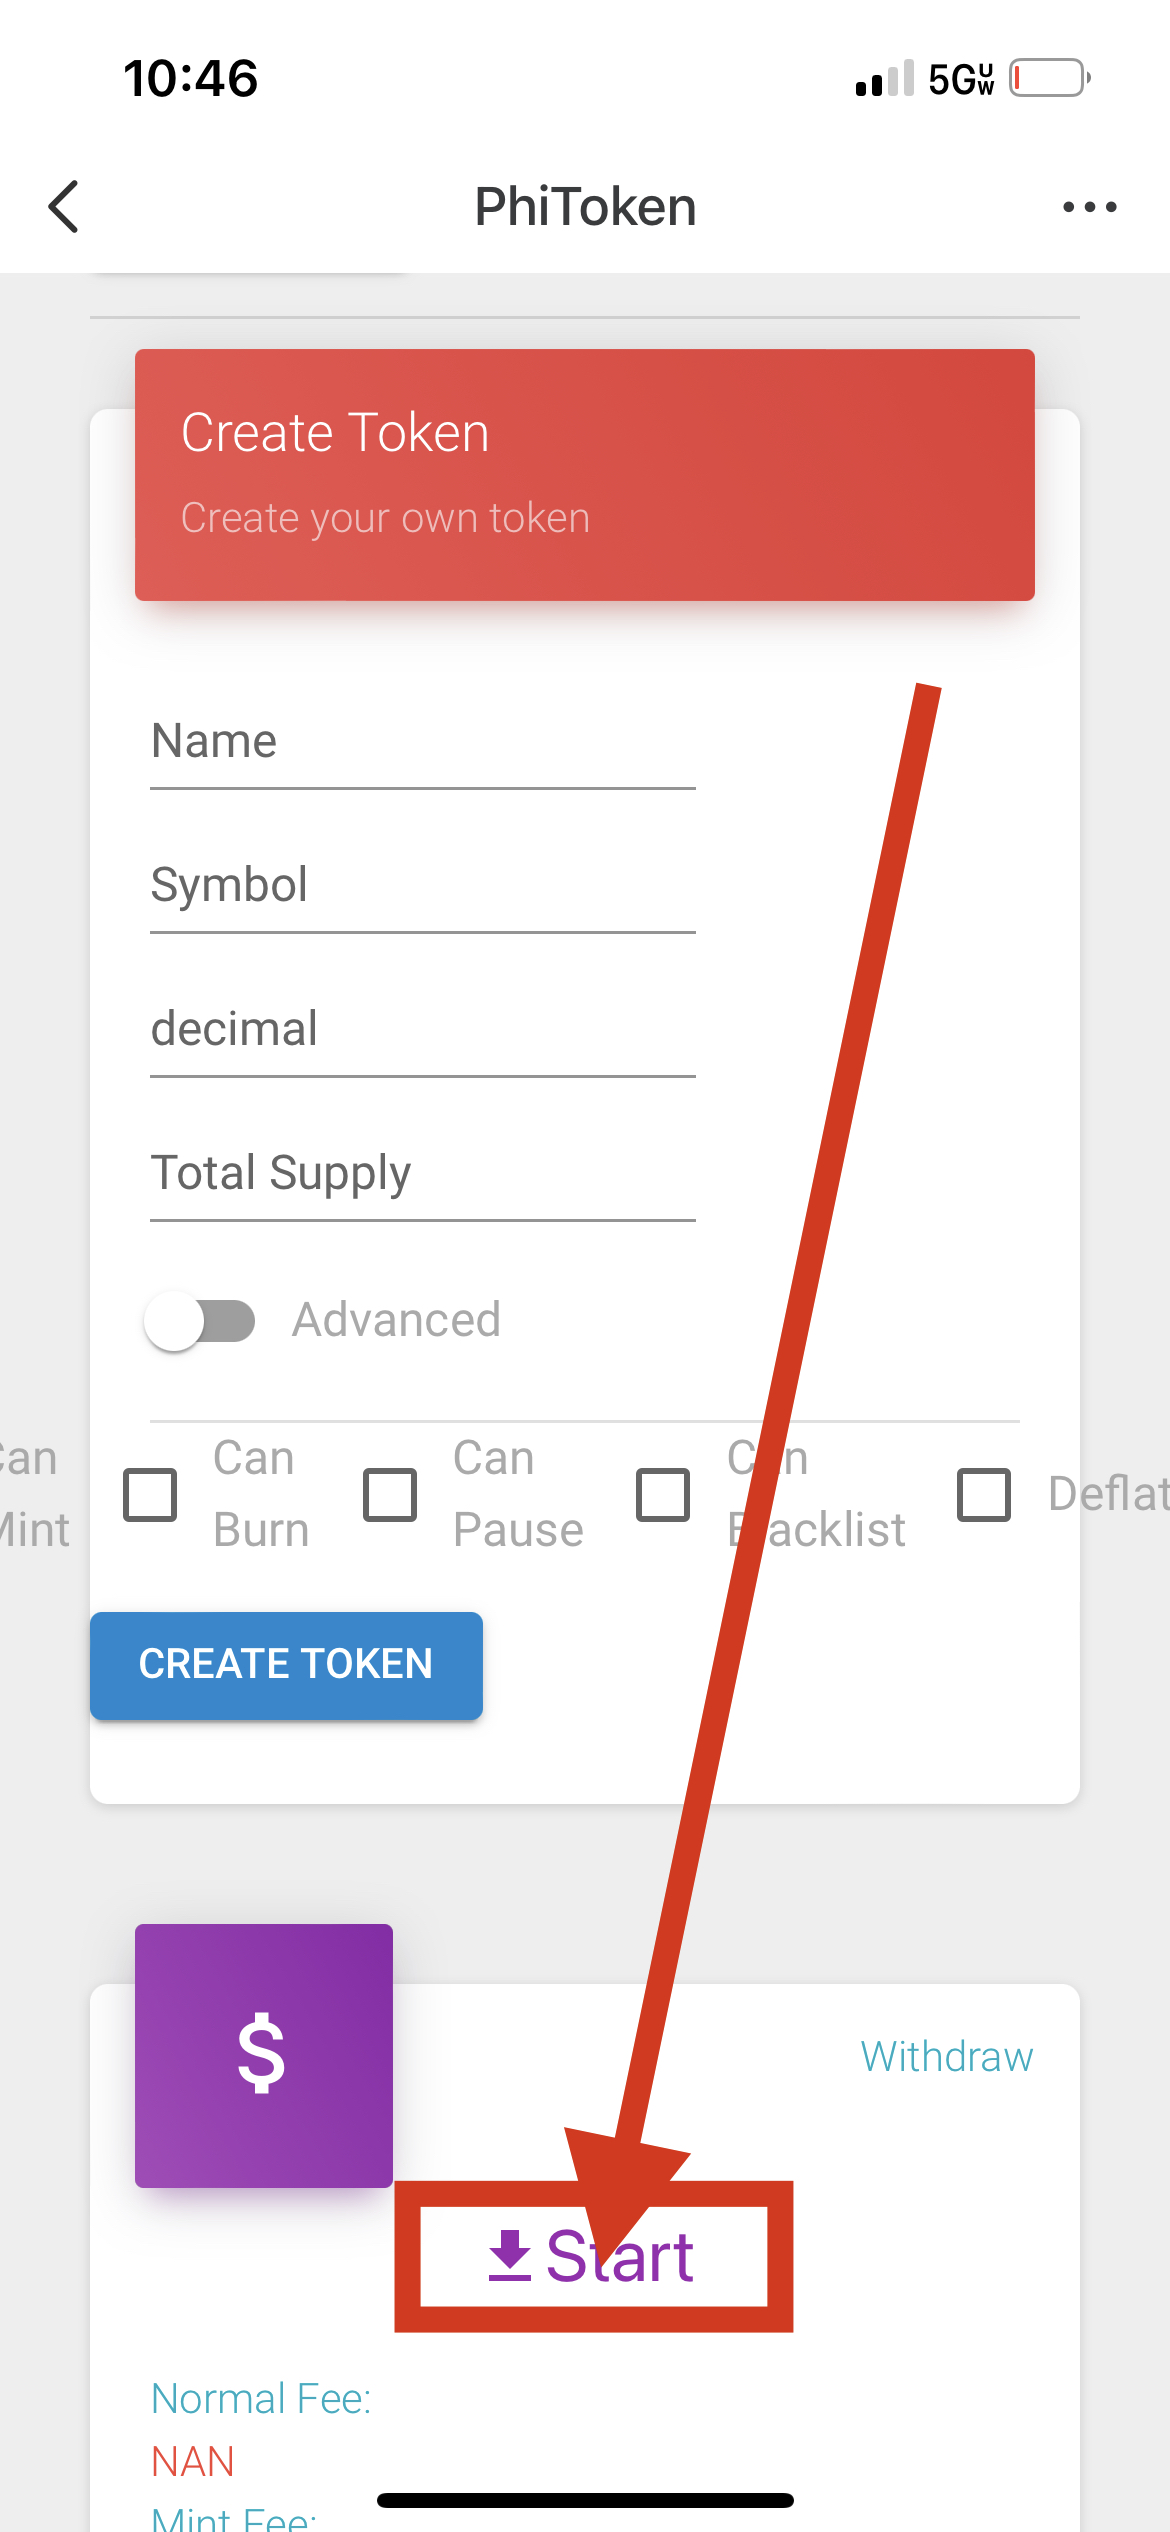 10:46
5G UW
PhiToken
Create Token
Create your own token
Name
Symbol
decimal
Total Supply
Advanced
Can Can Can Can
Mint Burn Pause Blacklist Deflat
CREATE TOKEN
$
Withdraw
Start
Normal Fee:
NAN
Mint Fee: